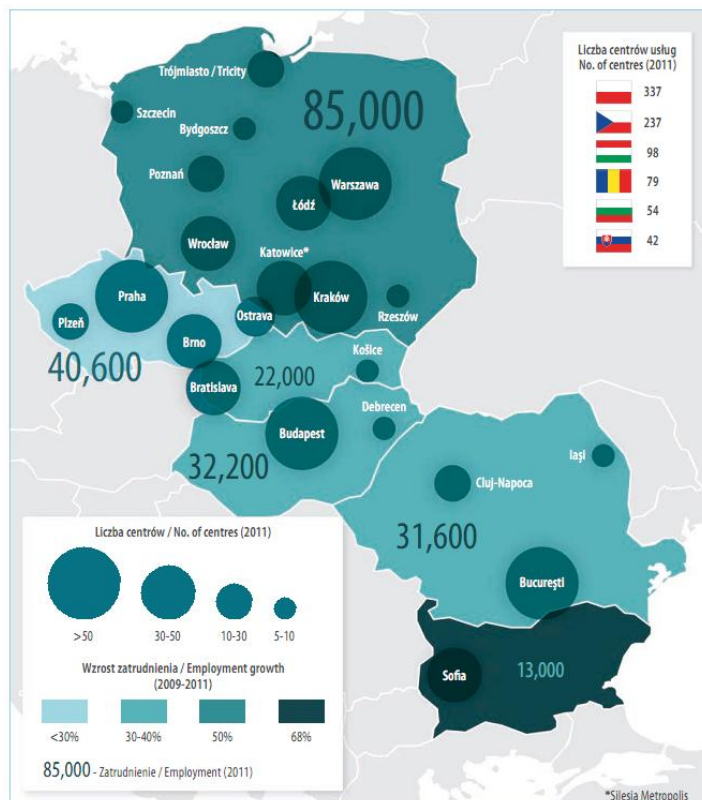 Trójmiasto / Tricity
Szczecin
Bydgoszcz
85,000
Poznań
Warszawa
Łódź
Wrocław
Katowice*
Kraków
Rzeszów
Praha
Plzeň
Ostrava
Brno
40,600
Košice
22,000
Bratislava
Debrecen
Budapest
32,200
Iași
Cluj-Napoca
31,600
București
Sofia
13,000
Liczba centrów usług
No. of centres (2011)
337
237
98
79
54
42
Liczba centrów / No. of centres (2011)
>50 30-50 10-30 5-10
Wzrost zatrudnienia / Employment growth
(2009-2011)
<30% 30-40% 50% 68%
85,000 - Zatrudnienie / Employment (2011)
*Silesia Metropolis